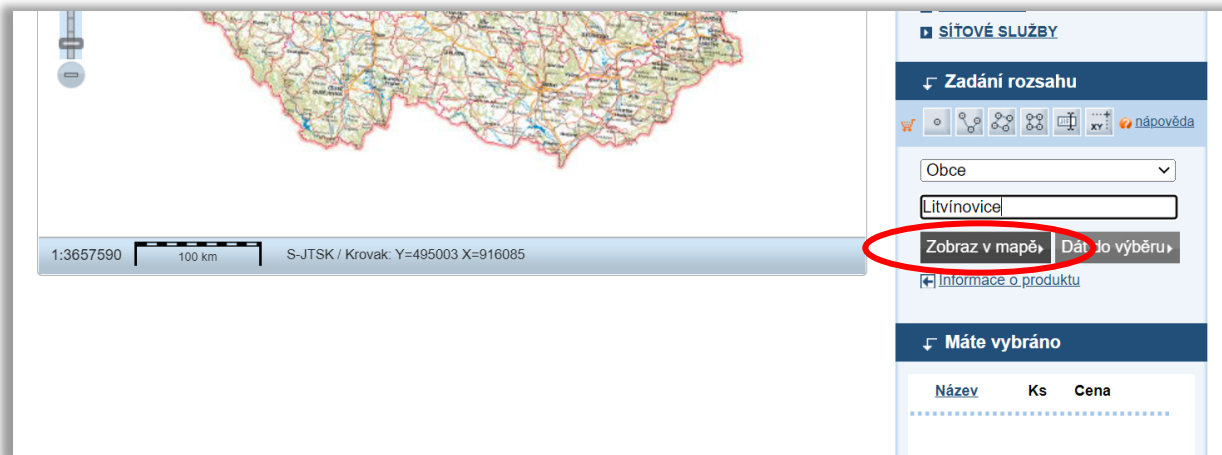 SÍŤOVÉ SLUŽBY
Zadání rozsahu
XY
nápověda
Obce
Litvínovice
Zobraz v mapě
Dát do výběru
Informace o produktu
1:3657590
100 km
S-JTSK / Krovak: Y=495003 X=916085
Máte vybráno
Název Ks Cena